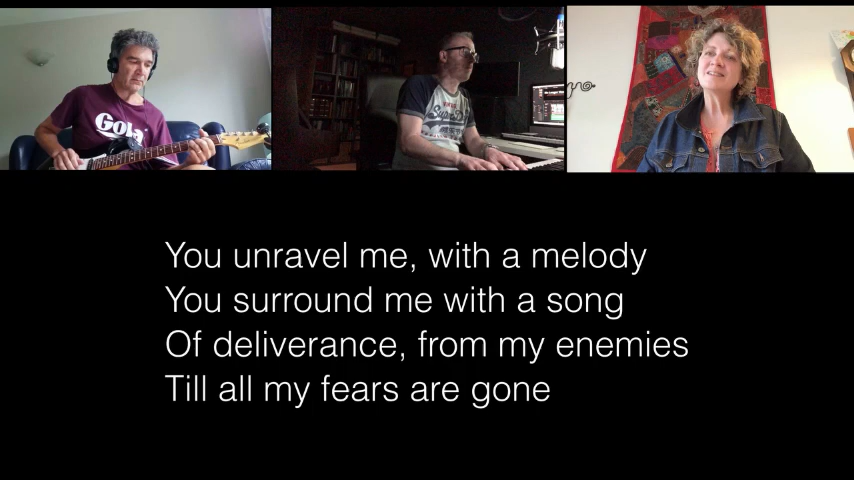 Gola
You unravel me, with a melody
You surround me with a song
Of deliverance, from my enemies
Till all my fears are gone